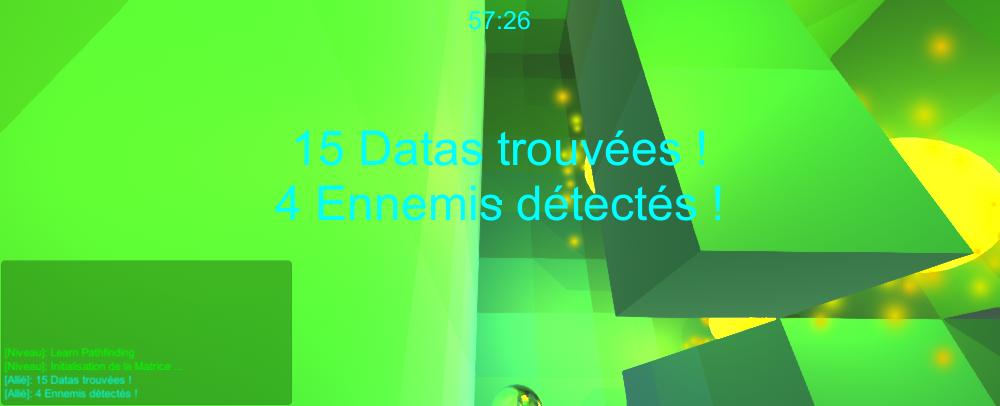 57:26
15 Datas trouvées !
4 Ennemis détectés !
[Niveau]: Learn Pathfinding
[Niveau]: Initialisation de la Matrice ...
[Allié]: 15 Datas trouvées !
[Allié]: 4 Ennemis détectés !